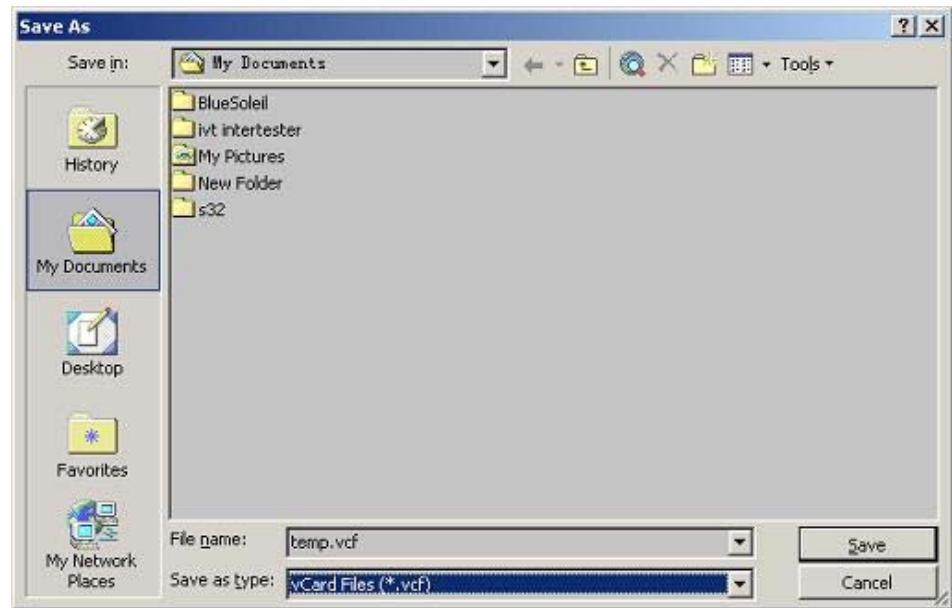 Save As
Save in:
My Documents
Tools
History
My Documents
Desktop
Favorites
My Network
Places
BlueSoleil
ivt intertester
My Pictures
New Folder
s32
File name:
temp.vcf
Save
Save as type:
vCard Files (*.vcf)
Cancel